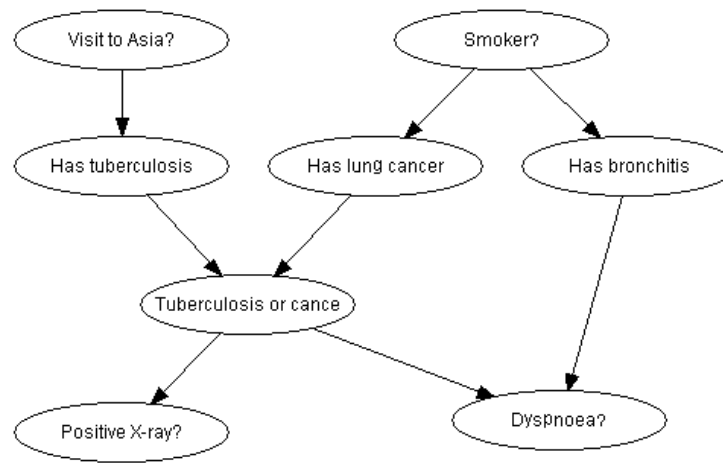 Visit to Asia?
Smoker?
Has tuberculosis
Has lung cancer
Has bronchitis
Tuberculosis or cance
Positive X-ray?
Dyspnoea?